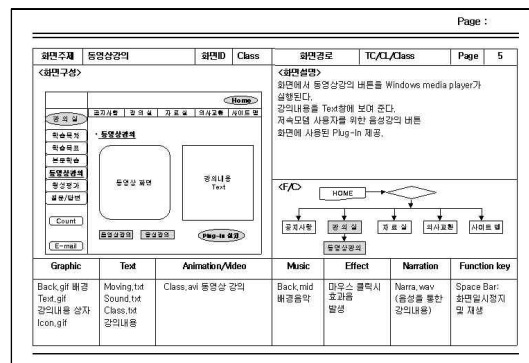 Page :
화면주제 동영상강의 화면ID Class 화면경로 TC/CL/Class Page 5
<화면구성>
Home
강 의 실 공지사항 강 의 실 자 료 실 의사교환 사이트 맵
학습목차
학습목표
본문학습
동영상강의
형성평가
질문/답변
Count
E-mail
· 동영상강의
동영상 화면
강의내용
Text
동영상강의 음성강의 Plug-in 설치
<화면설명>
화면에서 동영상강의 버튼을 Windows media player가
실행된다.
강의내용을 Text창에 보여 준다.
저속모뎀 사용자를 위한 음성강의 버튼
화면에 사용된 Plug-In 제공.
<F/C>
HOME
공지사항 강 의 실 자 료 실 의사교환 사이트 맵
동영상강의
Graphic Text Animation/Video Music Effect Narration Function key
Back,gif 배경
Text,gif
강의내용 상자
Icon,gif
Moving,txt
Sound,txt
Class,txt
강의내용
Class,avi 동영상 강의
Back,mid
배경음악
마우스 클릭시
효과음
발생
Narra,wav
(음성을 통한
강의내용)
Space Bar:
화면일시정지
및 재생